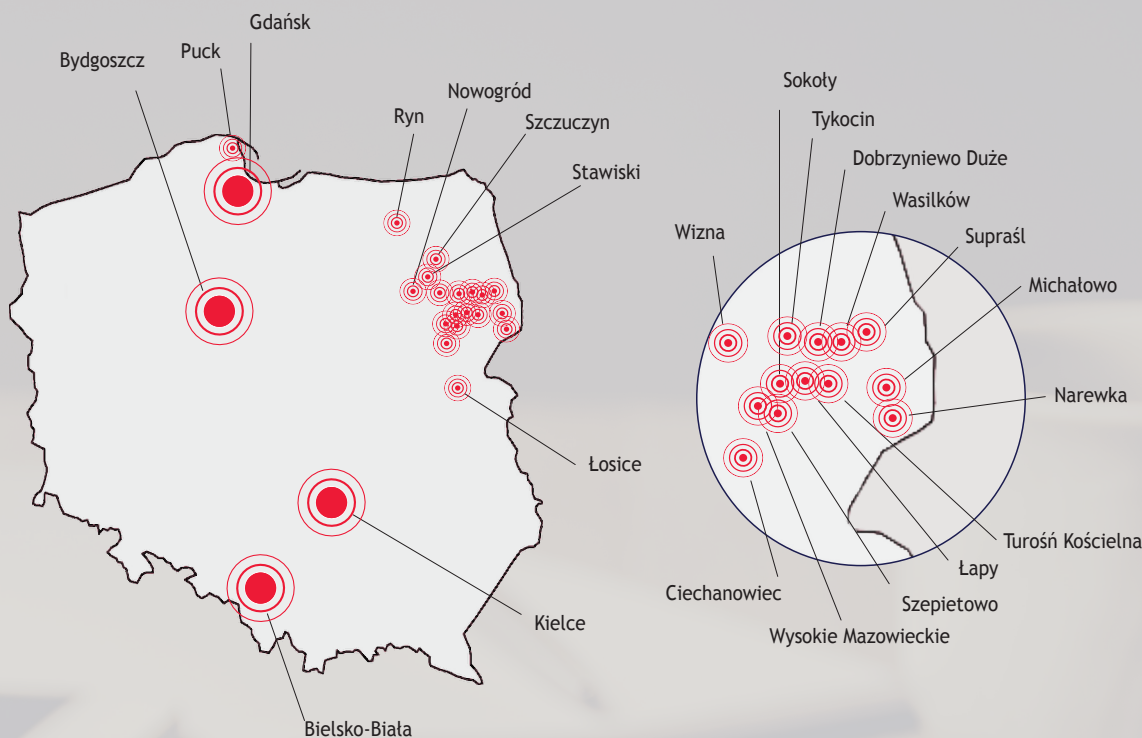 Gdańsk
Puck
Bydgoszcz
Nowogród
Ryn
Szczuczyn
Stawiski
Łosice
Kielce
Bielsko-Biała
Sokoły
Tykocin
Dobrzyniewo Duże
Wasilków
Wizna
Supraśl
Michałowo
Narewka
Turośń Kościelna
Łapy
Ciechanowiec
Szepietowo
Wysokie Mazowieckie